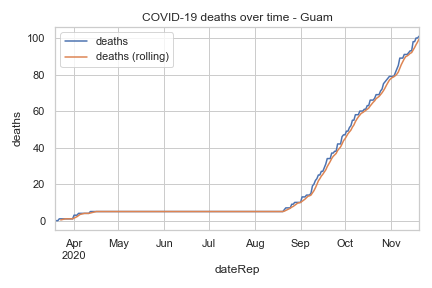 COVID-19 deaths over time - Guam
deaths
deaths (rolling)
100
80
60
40
20
0
deaths
Apr May Jun Jul Aug Sep Oct Nov
2020
dateRep